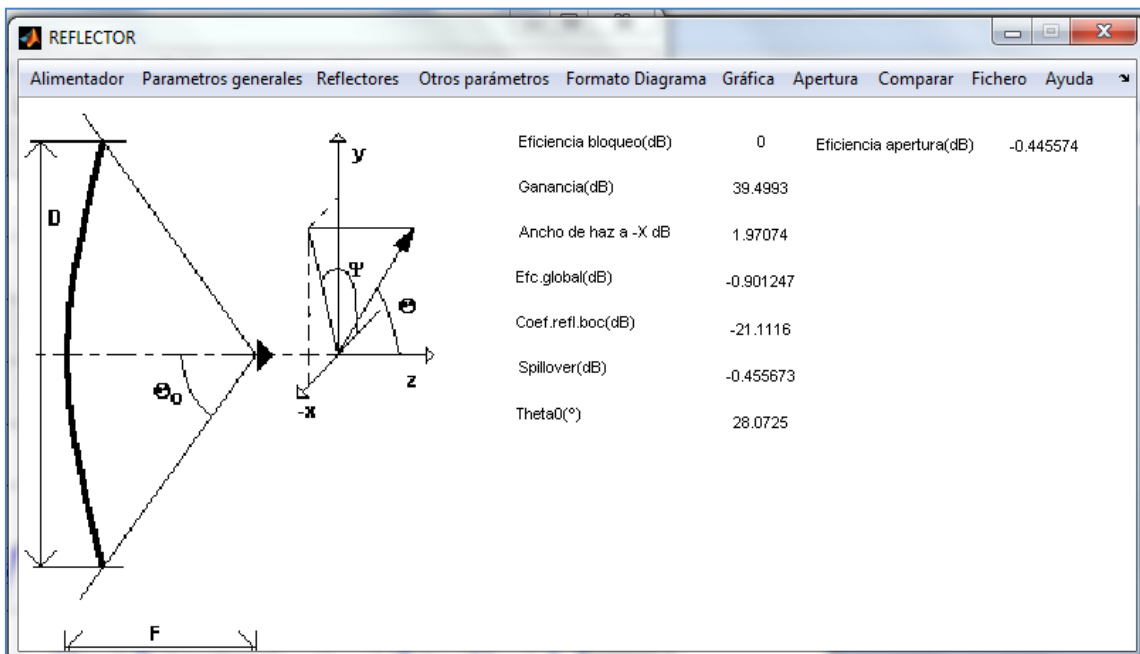 REFLECTOR
Alimentador Parametros generales Reflectores Otros parámetros Formato Diagrama Gráfica Apertura Comparar Fichero Ayuda
Eficiencia bloqueo(dB) 0 Eficiencia apertura(dB) -0.445574
Ganancia(dB) 39.4993
Ancho de haz a -X dB 1.97074
Efc.global(dB) -0.901247
Coef.refl.boc(dB) -21.1116
Spillover(dB) -0.455673
Theta0(º) 28.0725
D
Θ0
F
y
Ψ
Θ
z
-x